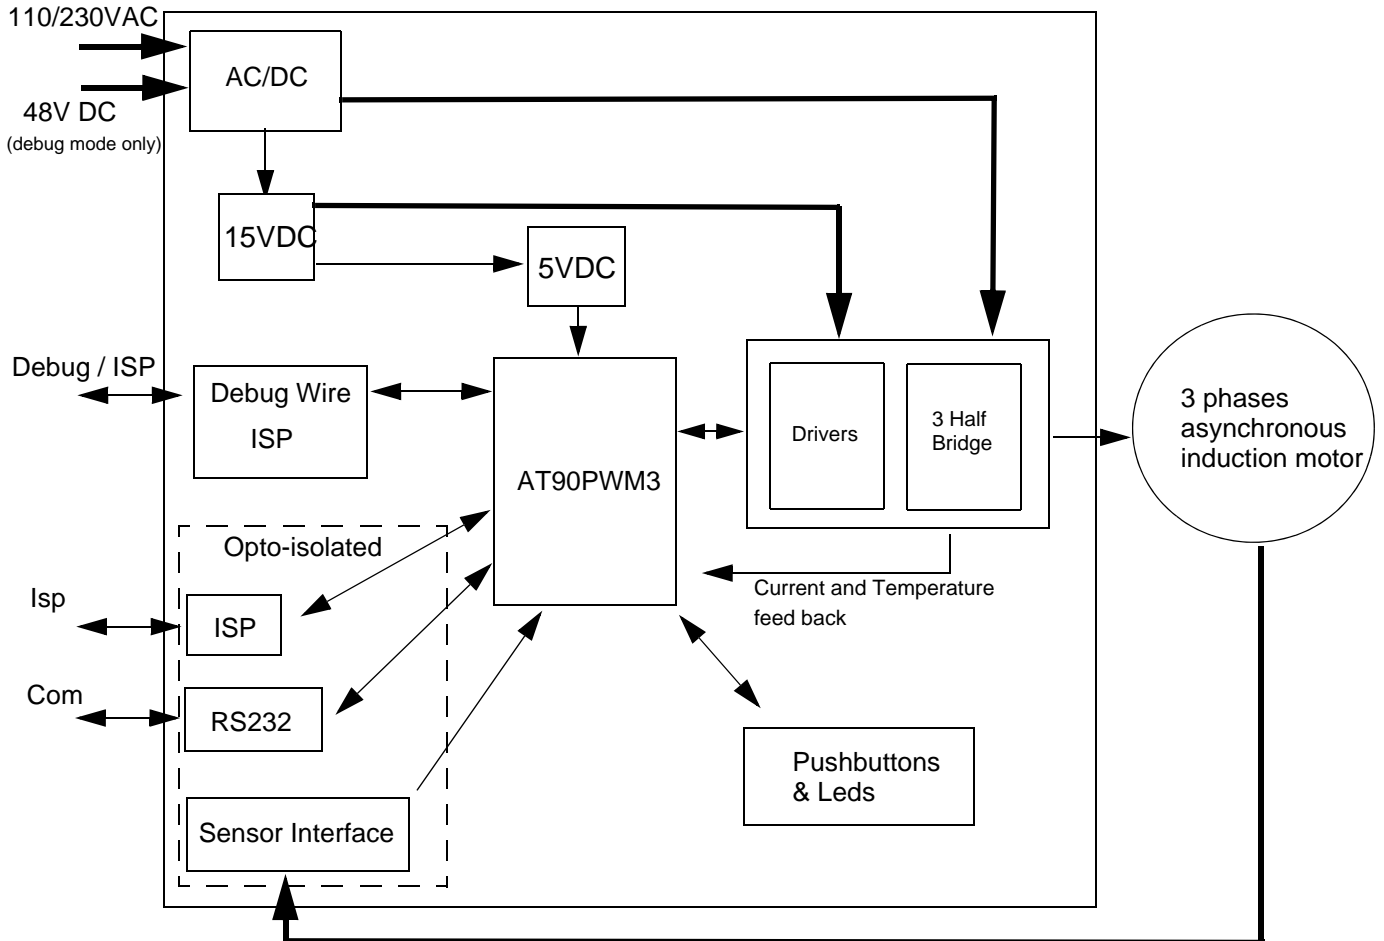 110/230VAC
48V DC
(debug mode only)
AC/DC
15VDC
5VDC
Debug / ISP
Debug Wire
ISP
AT90PWM3
Drivers
3 Half
Bridge
3 phases
asynchronous
induction motor
Opto-isolated
Isp
ISP
Current and Temperature
feed back
Com
RS232
Pushbuttons
& Leds
Sensor Interface